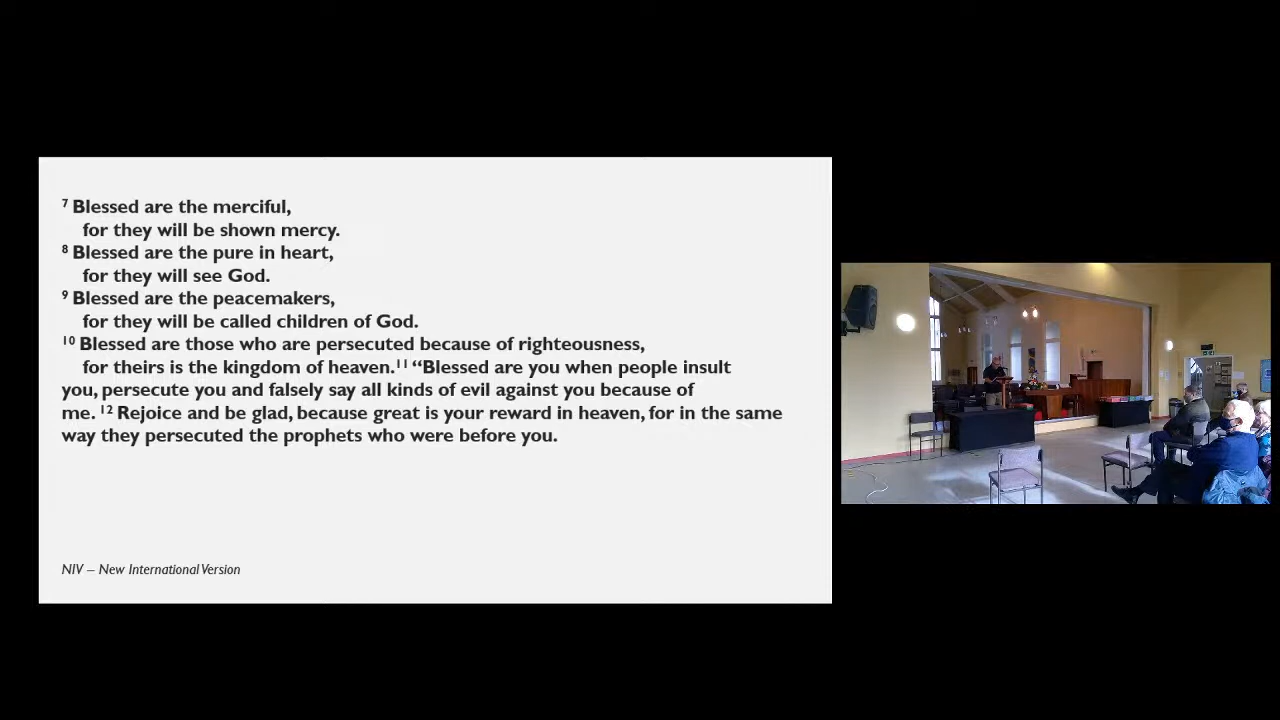 7 Blessed are the merciful,
for they will be shown mercy.
8 Blessed are the pure in heart,
for they will see God.
9 Blessed are the peacemakers,
for they will be called children of God.
10 Blessed are those who are persecuted because of righteousness,
for theirs is the kingdom of heaven. 11 “Blessed are you when people insult
you, persecute you and falsely say all kinds of evil against you because of
me. 12 Rejoice and be glad, because great is your reward in heaven, for in the same
way they persecuted the prophets who were before you.
NIV – New International Version